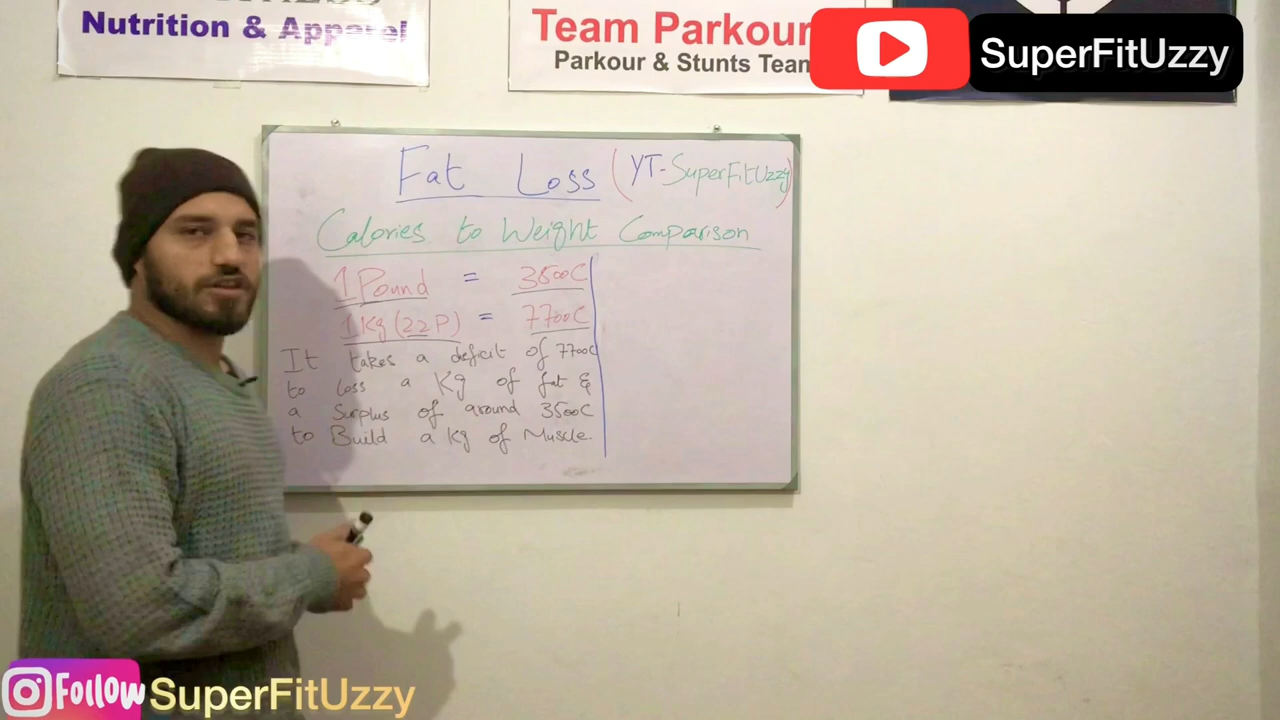 Nutrition & Apparel
Team Parkour
Parkour & Stunts Team
SuperFitUzzy
Fat Loss (YT-SuperFitUzzy)
Calories to Weight Comparison
1 Pound = 3500C
1 Kg (2.2 P) = 7700C
It takes a deficit of 7700C
to loss a Kg of fat &
a Surplus of around 3500C
to Build a Kg of Muscle.
Follow SuperFitUzzy